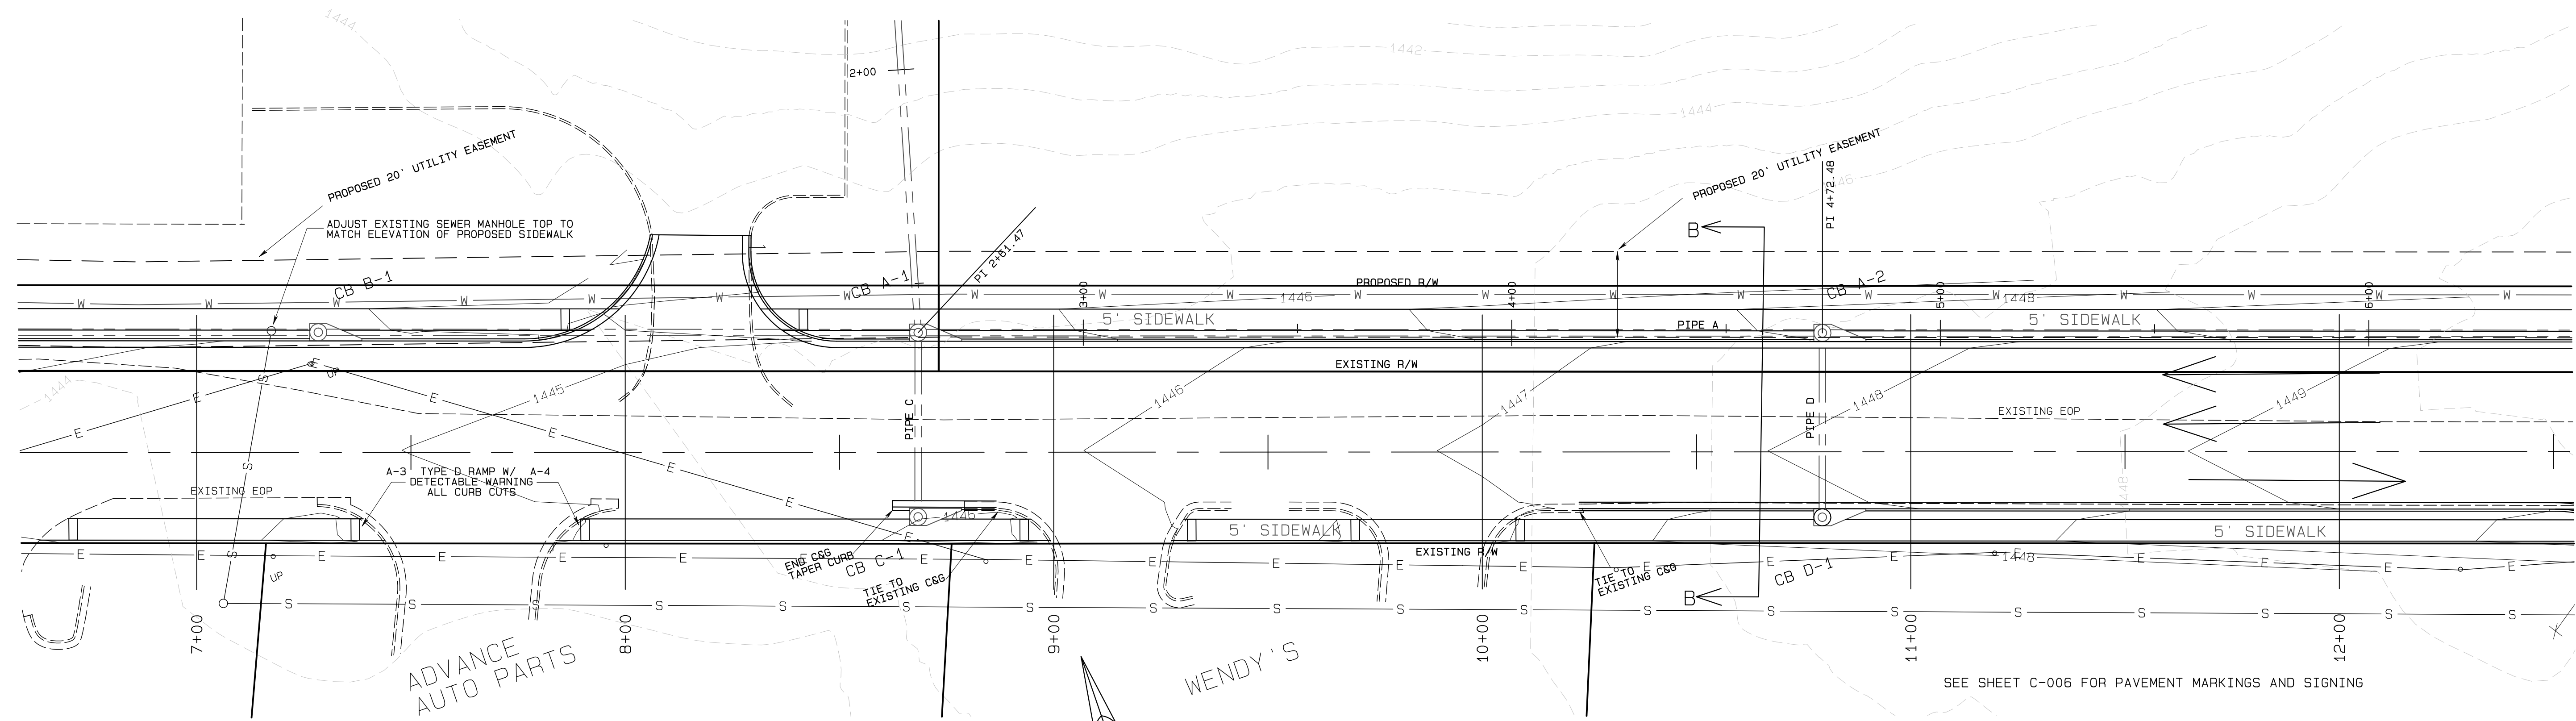 1444
1442
2+00
1444
PROPOSED 20' UTILITY EASEMENT
PROPOSED 20' UTILITY EASEMENT
ADJUST EXISTING SEWER MANHOLE TOP TO
MATCH ELEVATION OF PROPOSED SIDEWALK
PI 2+81.47
PI 4+72.48
B
CB B-1
CB A-1
CB A-2
PROPOSED R/W
W W W W W W W W W W W W W W W W W W W W
1446
1448
3+00
4+00
5+00
6+00
5' SIDEWALK
PIPE A
5' SIDEWALK
EXISTING R/W
UP
S
E E E E E E E
1444
1445
1446
1447
1448
1449
PIPE C
PIPE D
EXISTING EOP
S
A-3 TYPE D RAMP W/ A-4
DETECTABLE WARNING
ALL CURB CUTS
EXISTING EOP
1448
1446
5' SIDEWALK
5' SIDEWALK
EXISTING R/W
S
E E E E E E E E E E E E E E E E E E E E E
1448
UP
END C&G
TAPER CURB
CB C-1
TIE TO
EXISTING C&G
TIE TO
EXISTING C&G
CB D-1
B
S S S S S S S S S S S S S S S S S S S
7+00
8+00
9+00
10+00
11+00
12+00
ADVANCE
AUTO PARTS
WENDY'S
SEE SHEET C-006 FOR PAVEMENT MARKINGS AND SIGNING